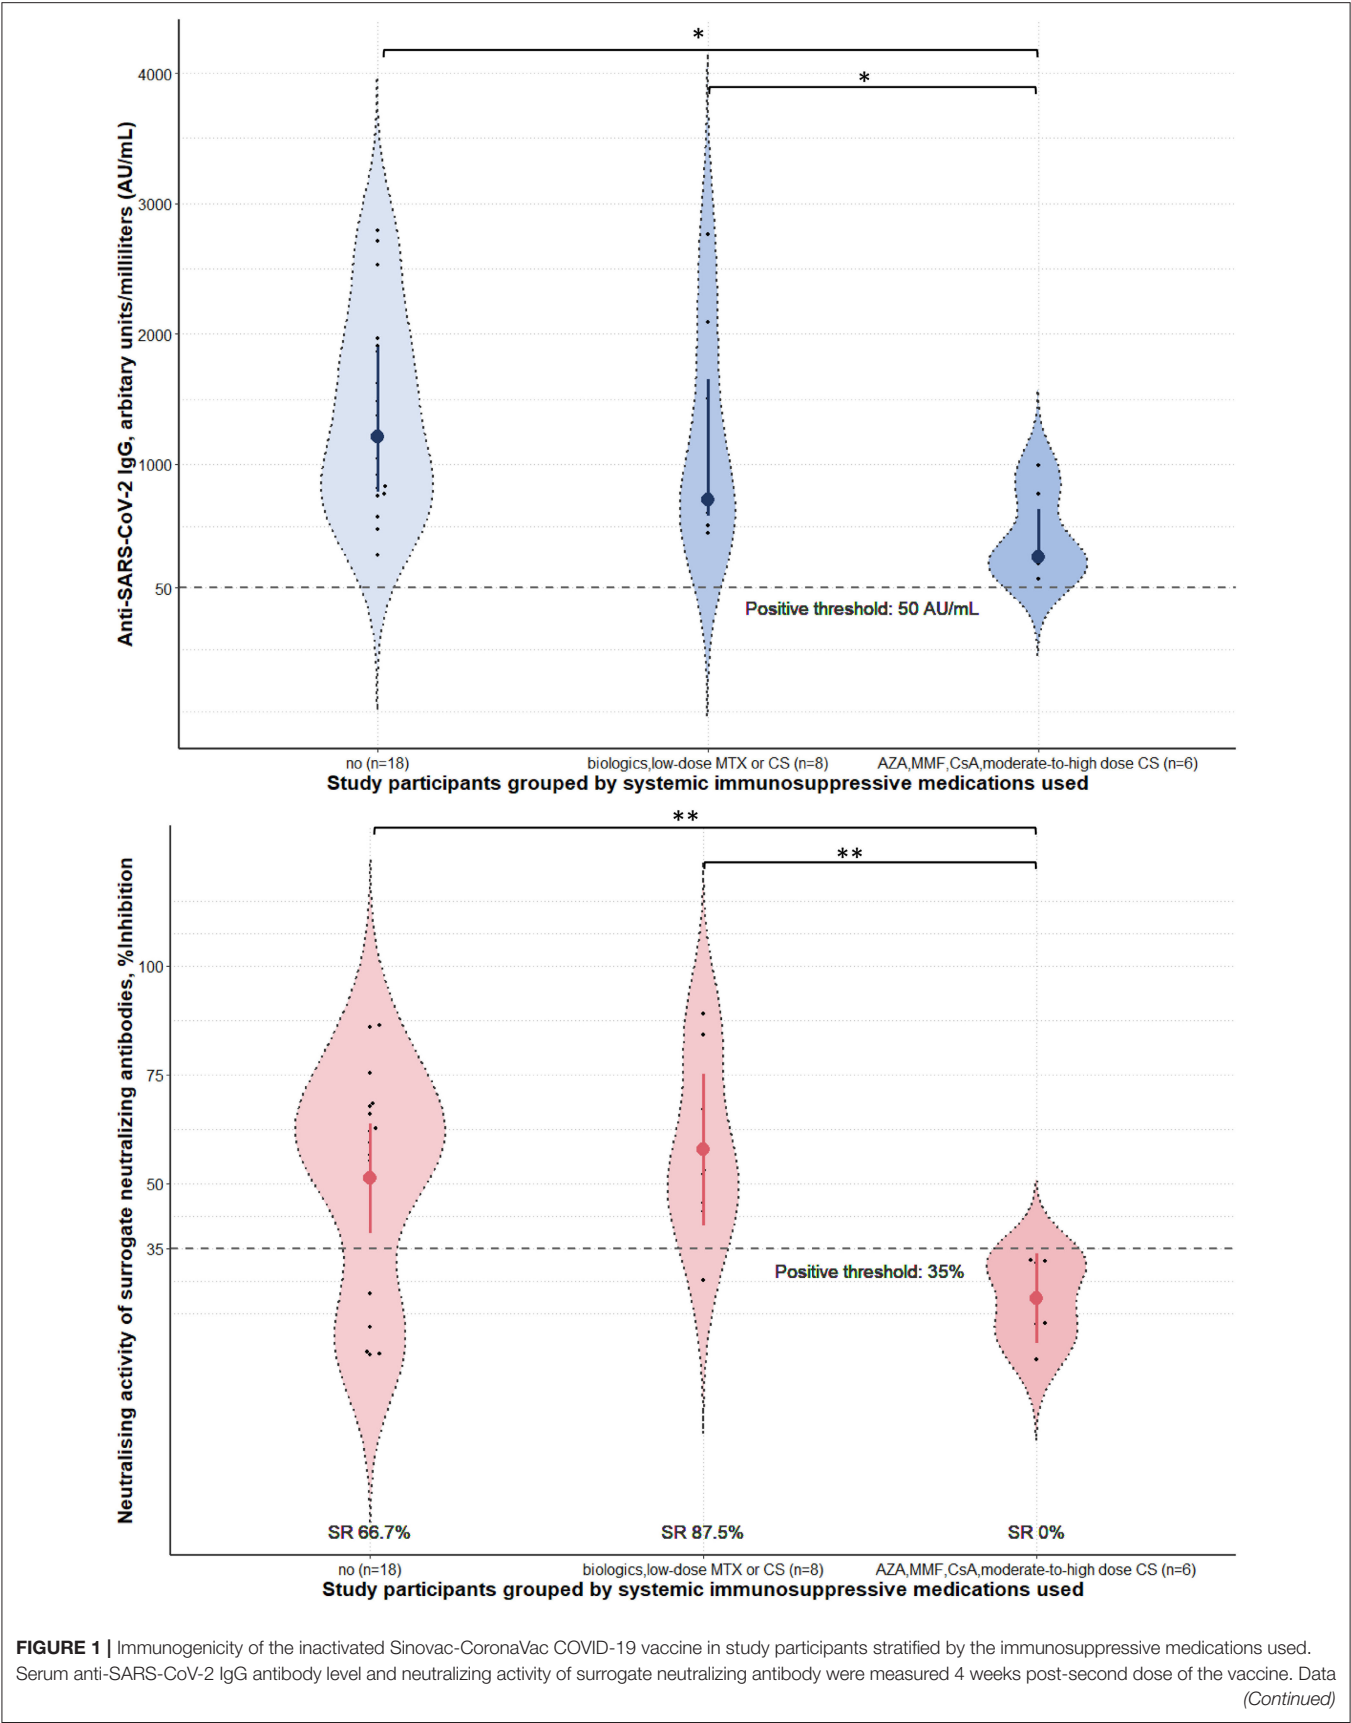 *
*
4000
3000
2000
1000
50
Anti-SARS-CoV-2 IgG, arbitary units/milliliters (AU/mL)
Positive threshold: 50 AU/mL
no (n=18)
biologics,low-dose MTX or CS (n=8)
AZA,MMF,CsA,moderate-to-high dose CS (n=6)
Study participants grouped by systemic immunosuppressive medications used
**
**
100
75
50
35
Neutralising activity of surrogate neutralizing antibodies, %Inhibition
Positive threshold: 35%
SR 66.7%
SR 87.5%
SR 0%
no (n=18)
biologics,low-dose MTX or CS (n=8)
AZA,MMF,CsA,moderate-to-high dose CS (n=6)
Study participants grouped by systemic immunosuppressive medications used
FIGURE 1 | Immunogenicity of the inactivated Sinovac-CoronaVac COVID-19 vaccine in study participants stratified by the immunosuppressive medications used.
Serum anti-SARS-CoV-2 IgG antibody level and neutralizing activity of surrogate neutralizing antibody were measured 4 weeks post-second dose of the vaccine. Data
(Continued)